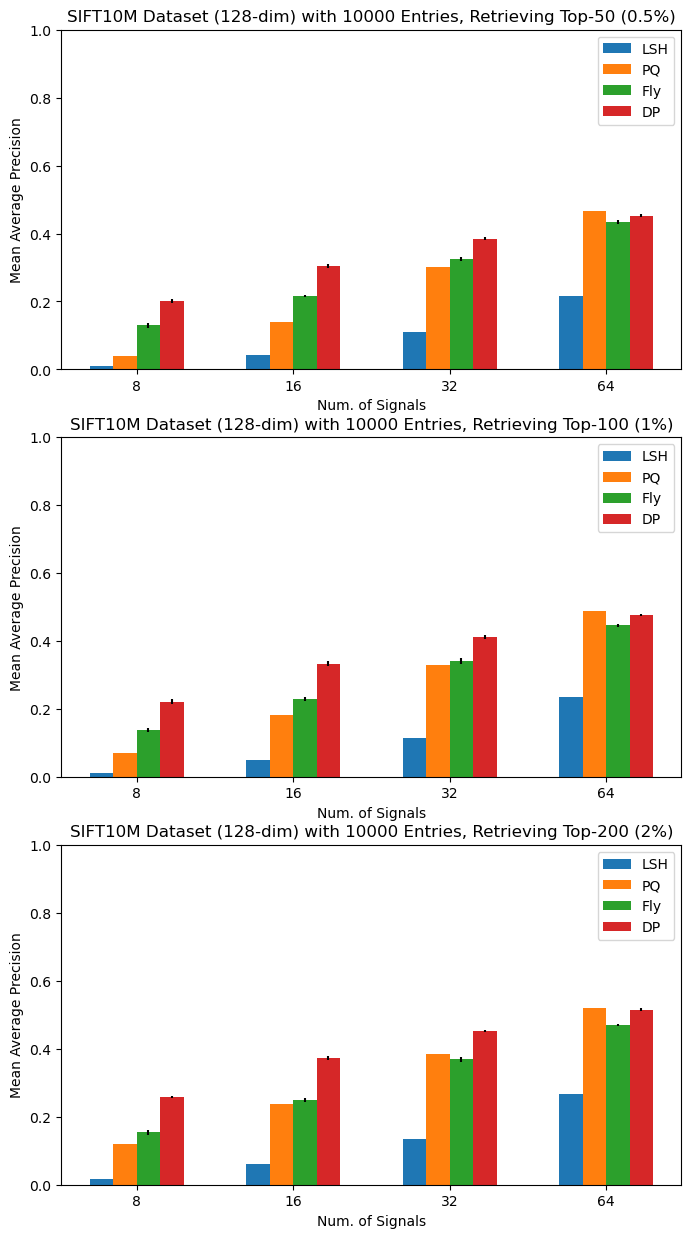 SIFT10M Dataset (128-dim) with 10000 Entries, Retrieving Top-50 (0.5%)
1.0
0.8
0.6
0.4
0.2
0.0
Mean Average Precision
LSH
PQ
Fly
DP
8 16 32 64
Num. of Signals
SIFT10M Dataset (128-dim) with 10000 Entries, Retrieving Top-100 (1%)
1.0
0.8
0.6
0.4
0.2
0.0
Mean Average Precision
LSH
PQ
Fly
DP
8 16 32 64
Num. of Signals
SIFT10M Dataset (128-dim) with 10000 Entries, Retrieving Top-200 (2%)
1.0
0.8
0.6
0.4
0.2
0.0
Mean Average Precision
LSH
PQ
Fly
DP
8 16 32 64
Num. of Signals